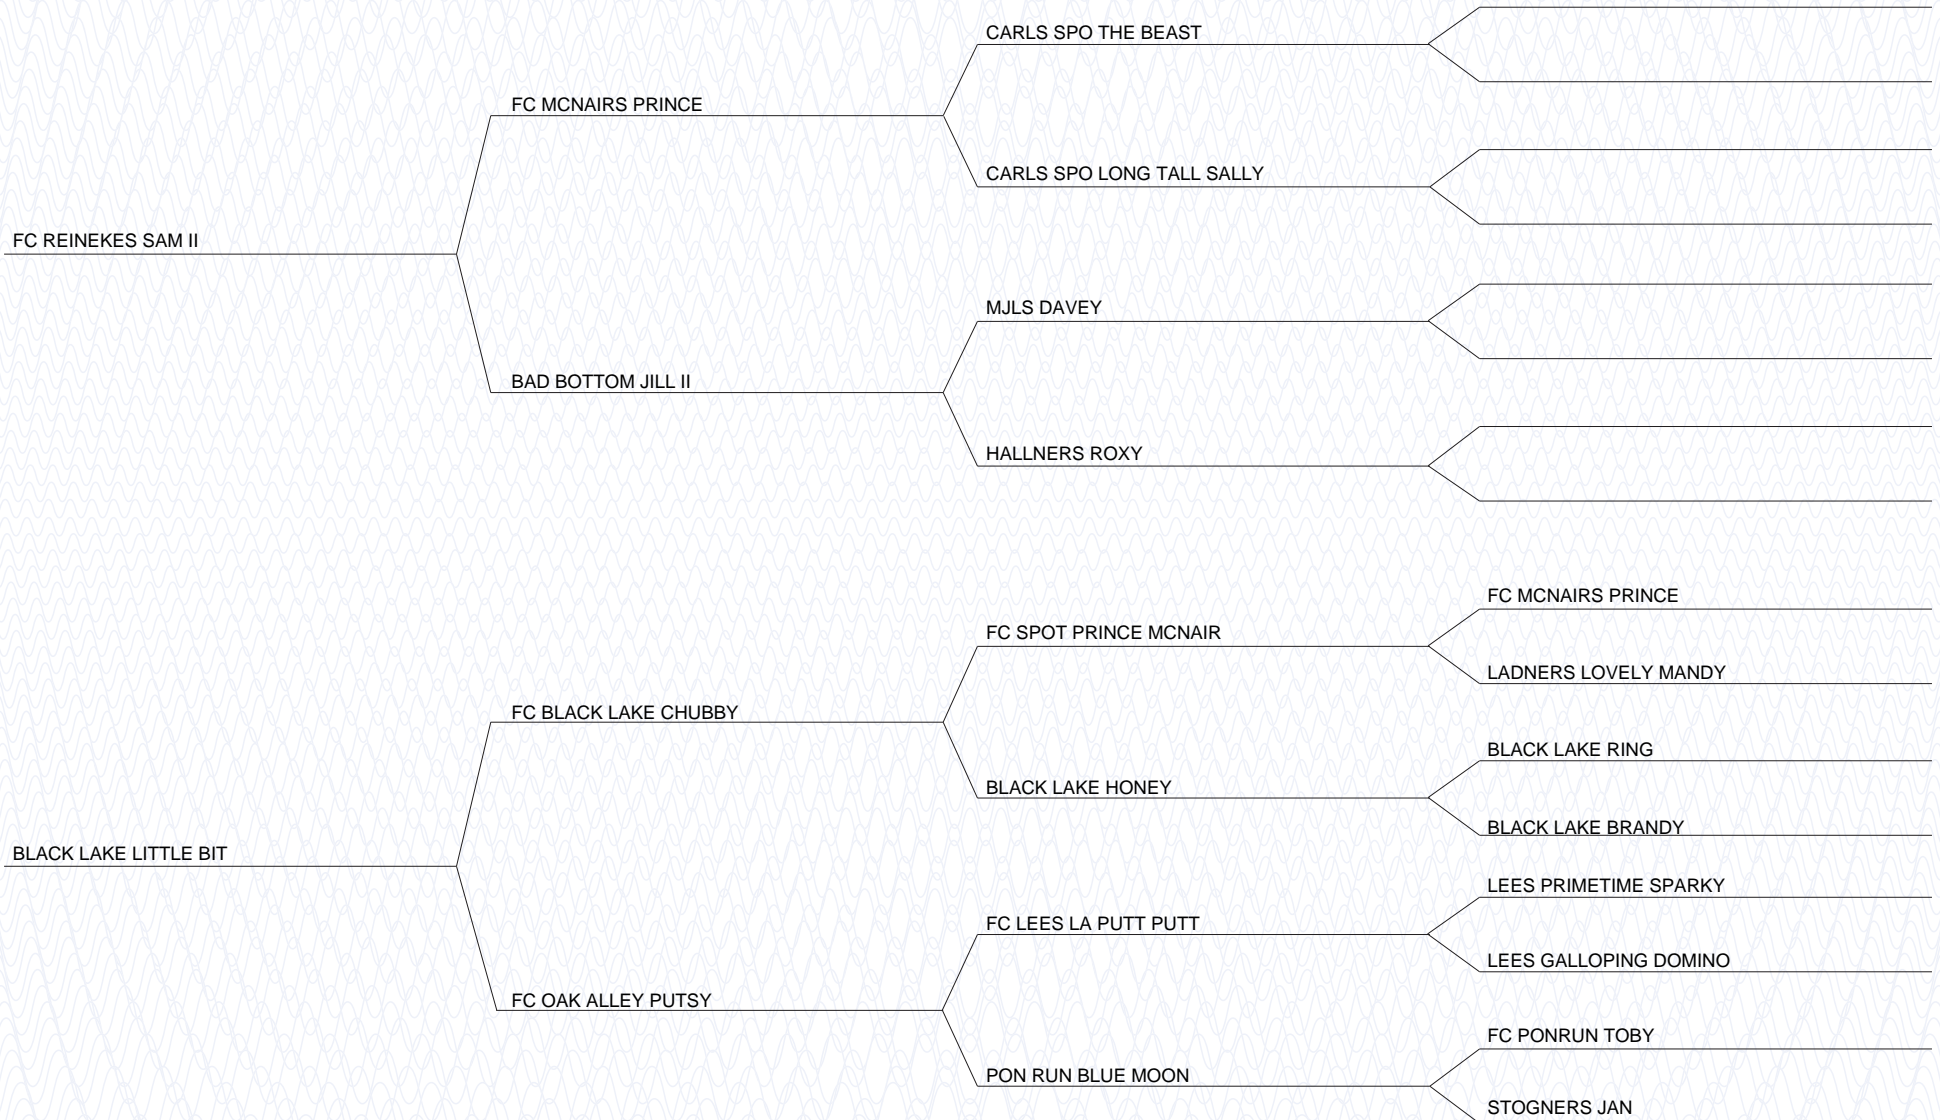 CARLS SPO THE BEAST
FC MCNAIRS PRINCE
CARLS SPO LONG TALL SALLY
FC REINEKES SAM II
MJLS DAVEY
BAD BOTTOM JILL II
HALLNERS ROXY
FC MCNAIRS PRINCE
FC SPOT PRINCE MCNAIR
LADNERS LOVELY MANDY
FC BLACK LAKE CHUBBY
BLACK LAKE RING
BLACK LAKE HONEY
BLACK LAKE BRANDY
BLACK LAKE LITTLE BIT
LEES PRIMETIME SPARKY
FC LEES LA PUTT PUTT
LEES GALLOPING DOMINO
FC OAK ALLEY PUTSY
FC PONRUN TOBY
PON RUN BLUE MOON
STOGNERS JAN